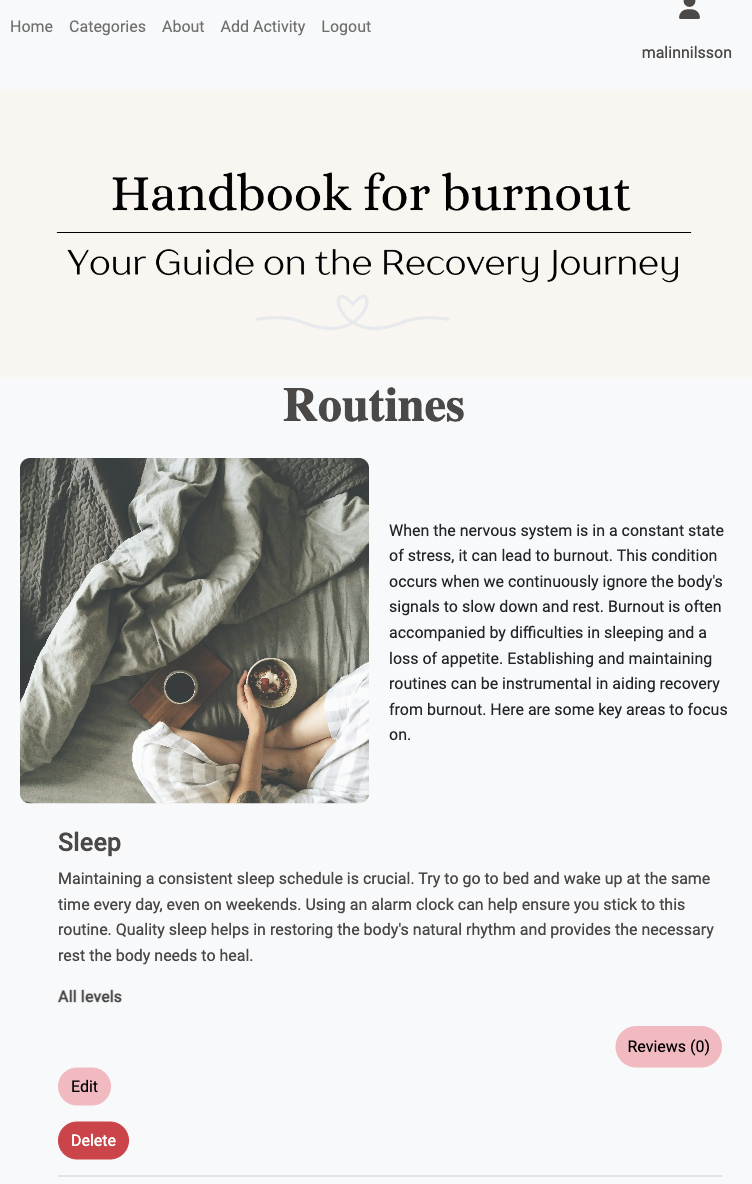 Home Categories About Add Activity Logout
malinnilsson
Handbook for burnout
Your Guide on the Recovery Journey
Routines
When the nervous system is in a constant state
of stress, it can lead to burnout. This condition
occurs when we continuously ignore the body's
signals to slow down and rest. Burnout is often
accompanied by difficulties in sleeping and a
loss of appetite. Establishing and maintaining
routines can be instrumental in aiding recovery
from burnout. Here are some key areas to focus
on.
Sleep
Maintaining a consistent sleep schedule is crucial. Try to go to bed and wake up at the same
time every day, even on weekends. Using an alarm clock can help ensure you stick to this
routine. Quality sleep helps in restoring the body's natural rhythm and provides the necessary
rest the body needs to heal.
All levels
Reviews (0)
Edit
Delete